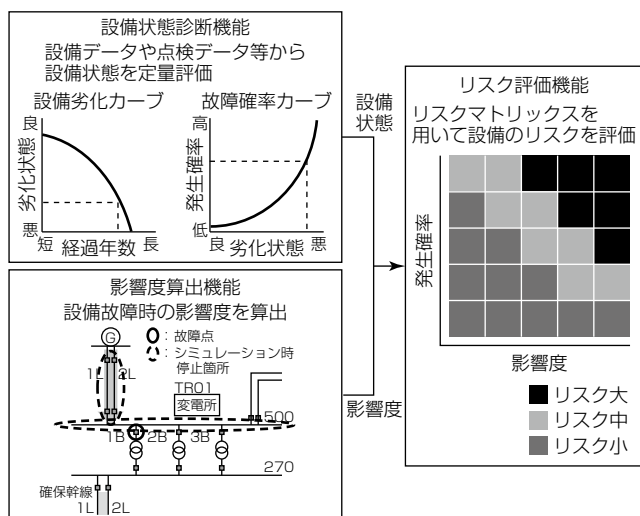 設備状態診断機能
設備データや点検データ等から
設備状態を定量評価
設備劣化カーブ
良
劣化状態
悪
短
経過年数
長
故障確率カーブ
高
発生確率
低
良
劣化状態
悪
設備
状態
影響度算出機能
設備故障時の影響度を算出
G
:故障点
:シミュレーション時
停止箇所
1L
2L
TR01
変電所
500
1B
2B
3B
270
確保幹線
1L
2L
影響度
リスク評価機能
リスクマトリックスを
用いて設備のリスクを評価
発生確率
影響度
リスク大
リスク中
リスク小